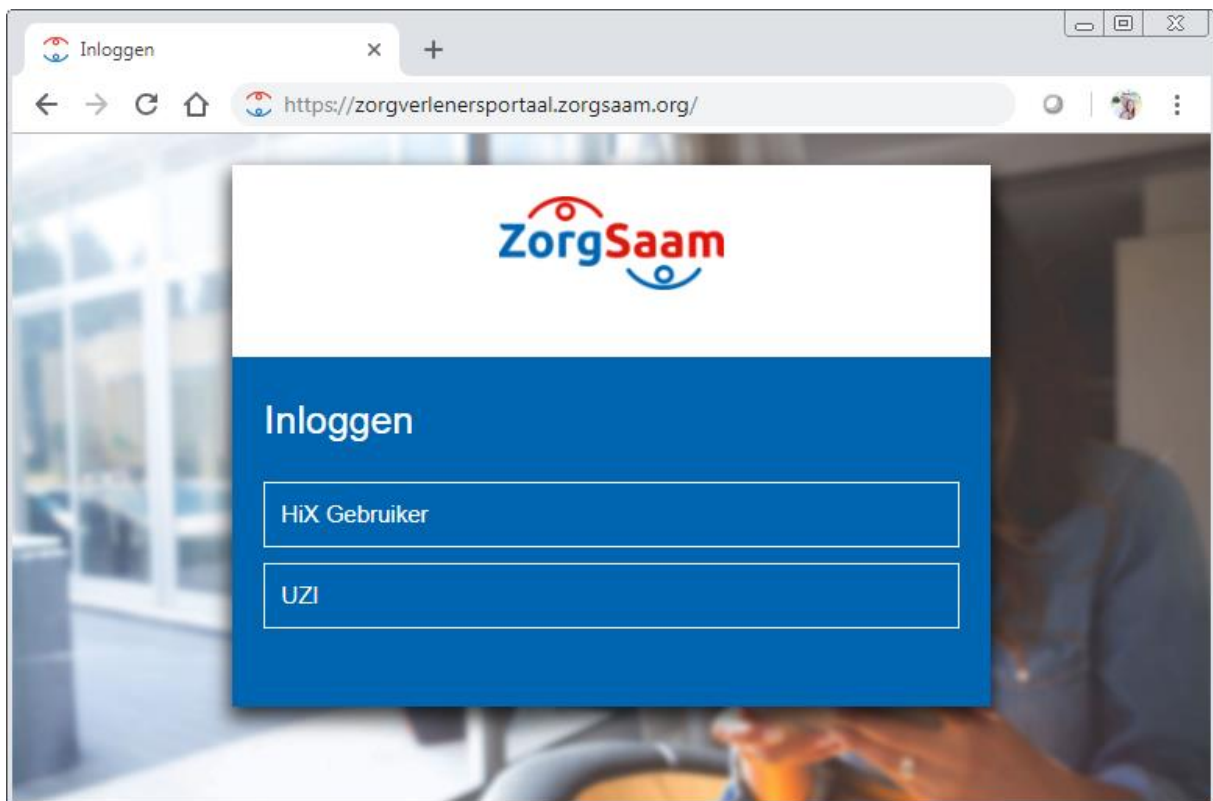 Inloggen
https://zorgverlenersportaal.zorgsaam.org/
ZorgSaam
Inloggen
HiX Gebruiker
UZI